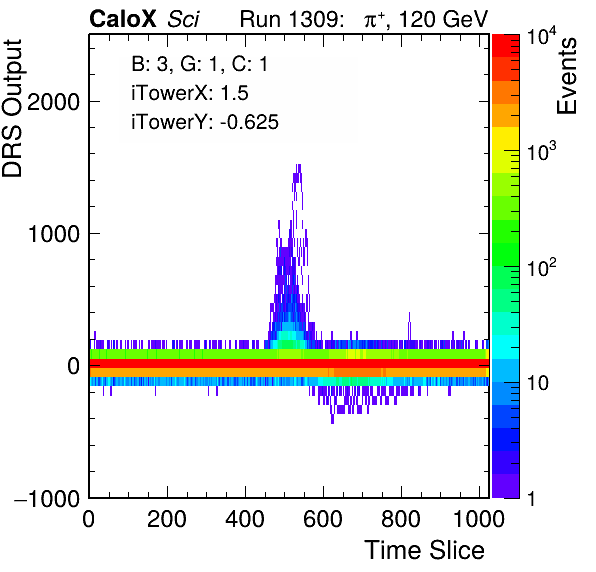 CaloX Sci Run 1309: π⁺, 120 GeV
B: 3, G: 1, C: 1
iTowerX: 1.5
iTowerY: -0.625
DRS Output
2000
1000
0
−1000
0 200 400 600 800 1000
Time Slice
Events
10⁴
10³
10²
10
1